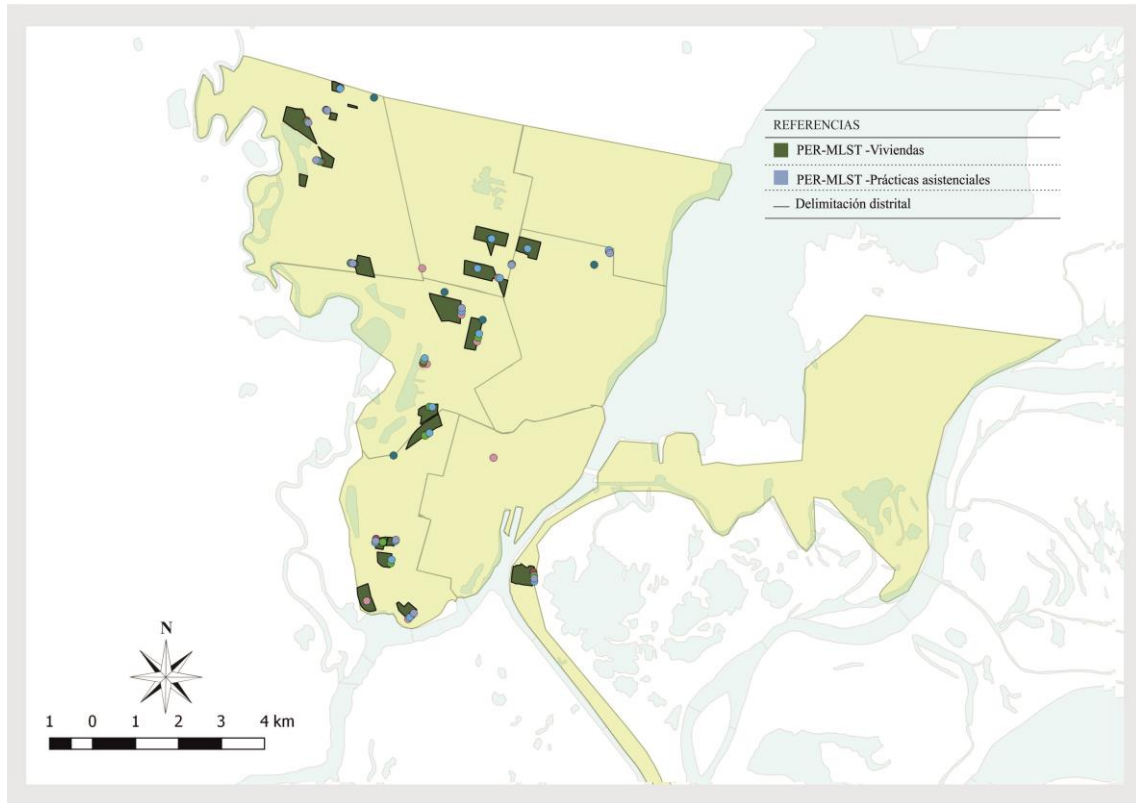 REFERENCIAS
PER-MLST -Viviendas
PER-MLST -Prácticas asistenciales
Delimitación distrital
N
1 0 1 2 3 4 km